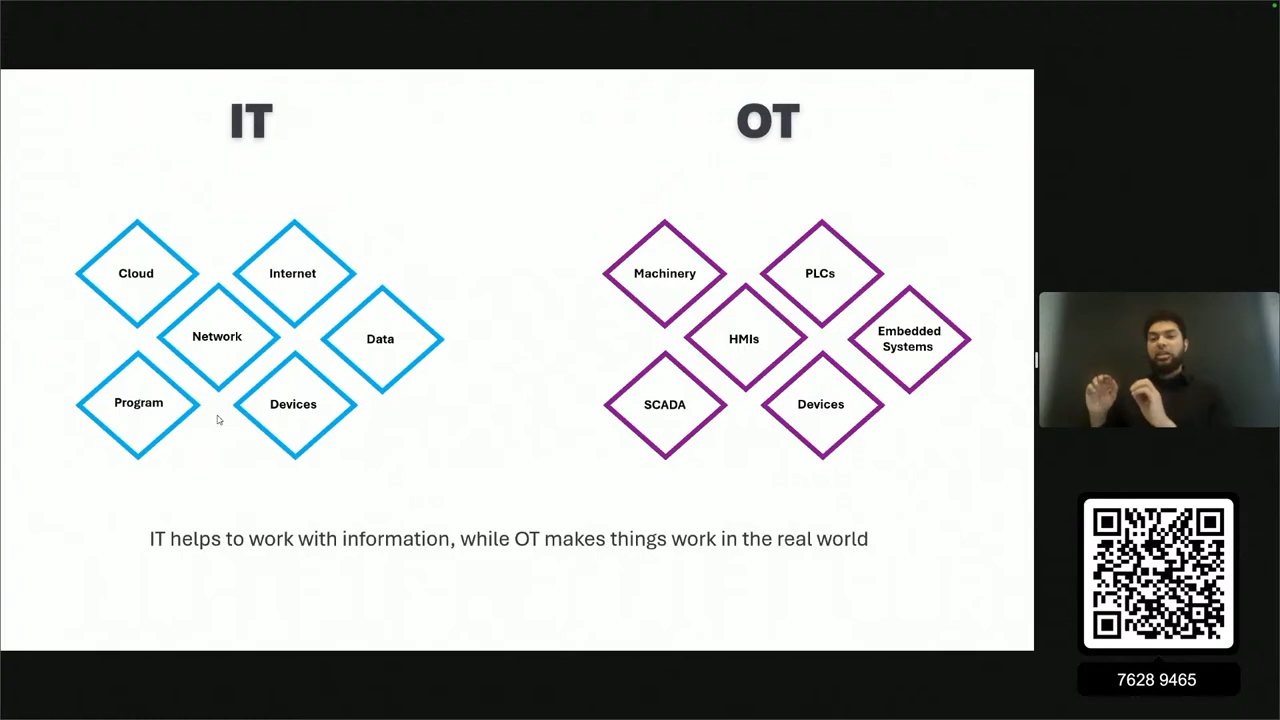 IT
OT
Cloud
Internet
Network
Data
Program
Devices
Machinery
PLCs
HMIs
Embedded
Systems
SCADA
Devices
IT helps to work with information, while OT makes things work in the real world
7628 9465